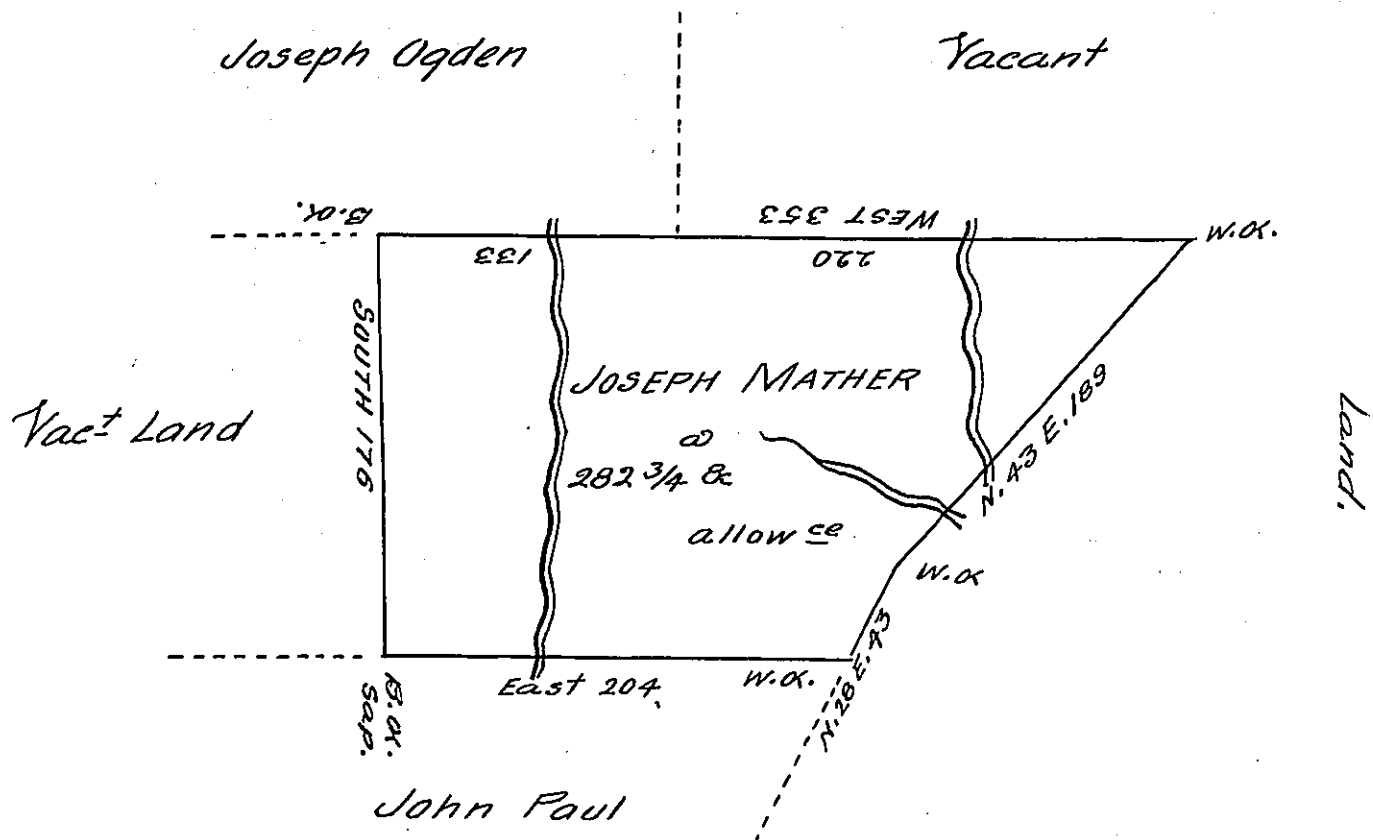 Joseph Ogden
Vacant
B.O.
WEST 353
W.O.
133
220
SOUTH 176
JOSEPH MATHER
N. 43 E. 189
Land.
Vact Land
282 3/4 &
allow ce
W.O
N. 28 E. 43
East 204
W.O.
B.O.
Sap.
John Paul